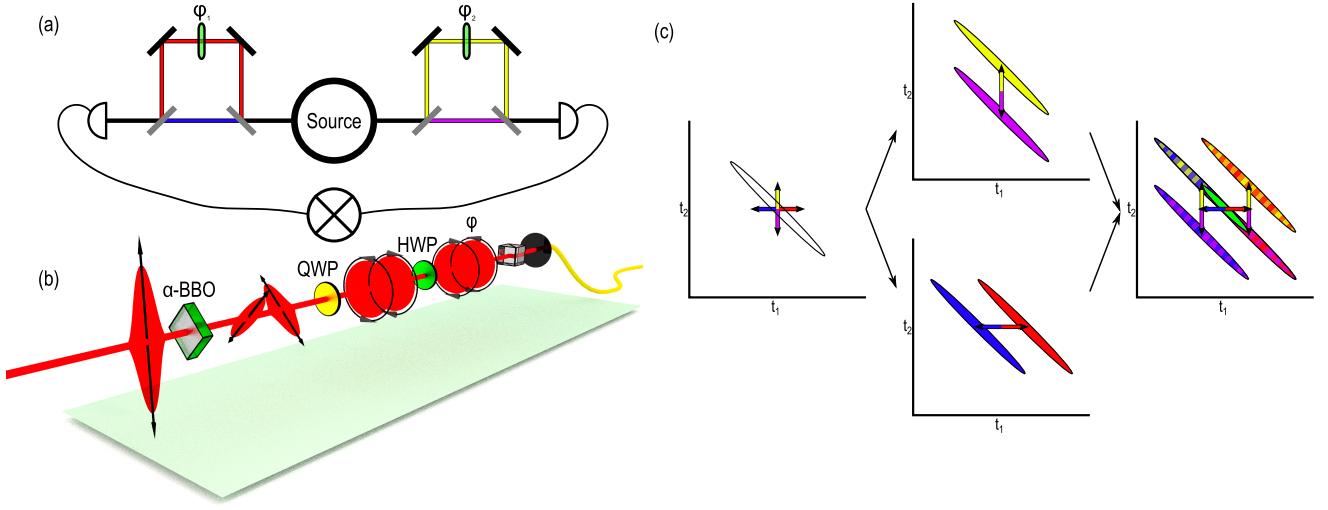 (a)
φ₁
φ₂
Source
(b)
α-BBO
QWP
HWP
φ
(c)
t₂
t₁
t₂
t₁
t₂
t₁
t₂
t₁